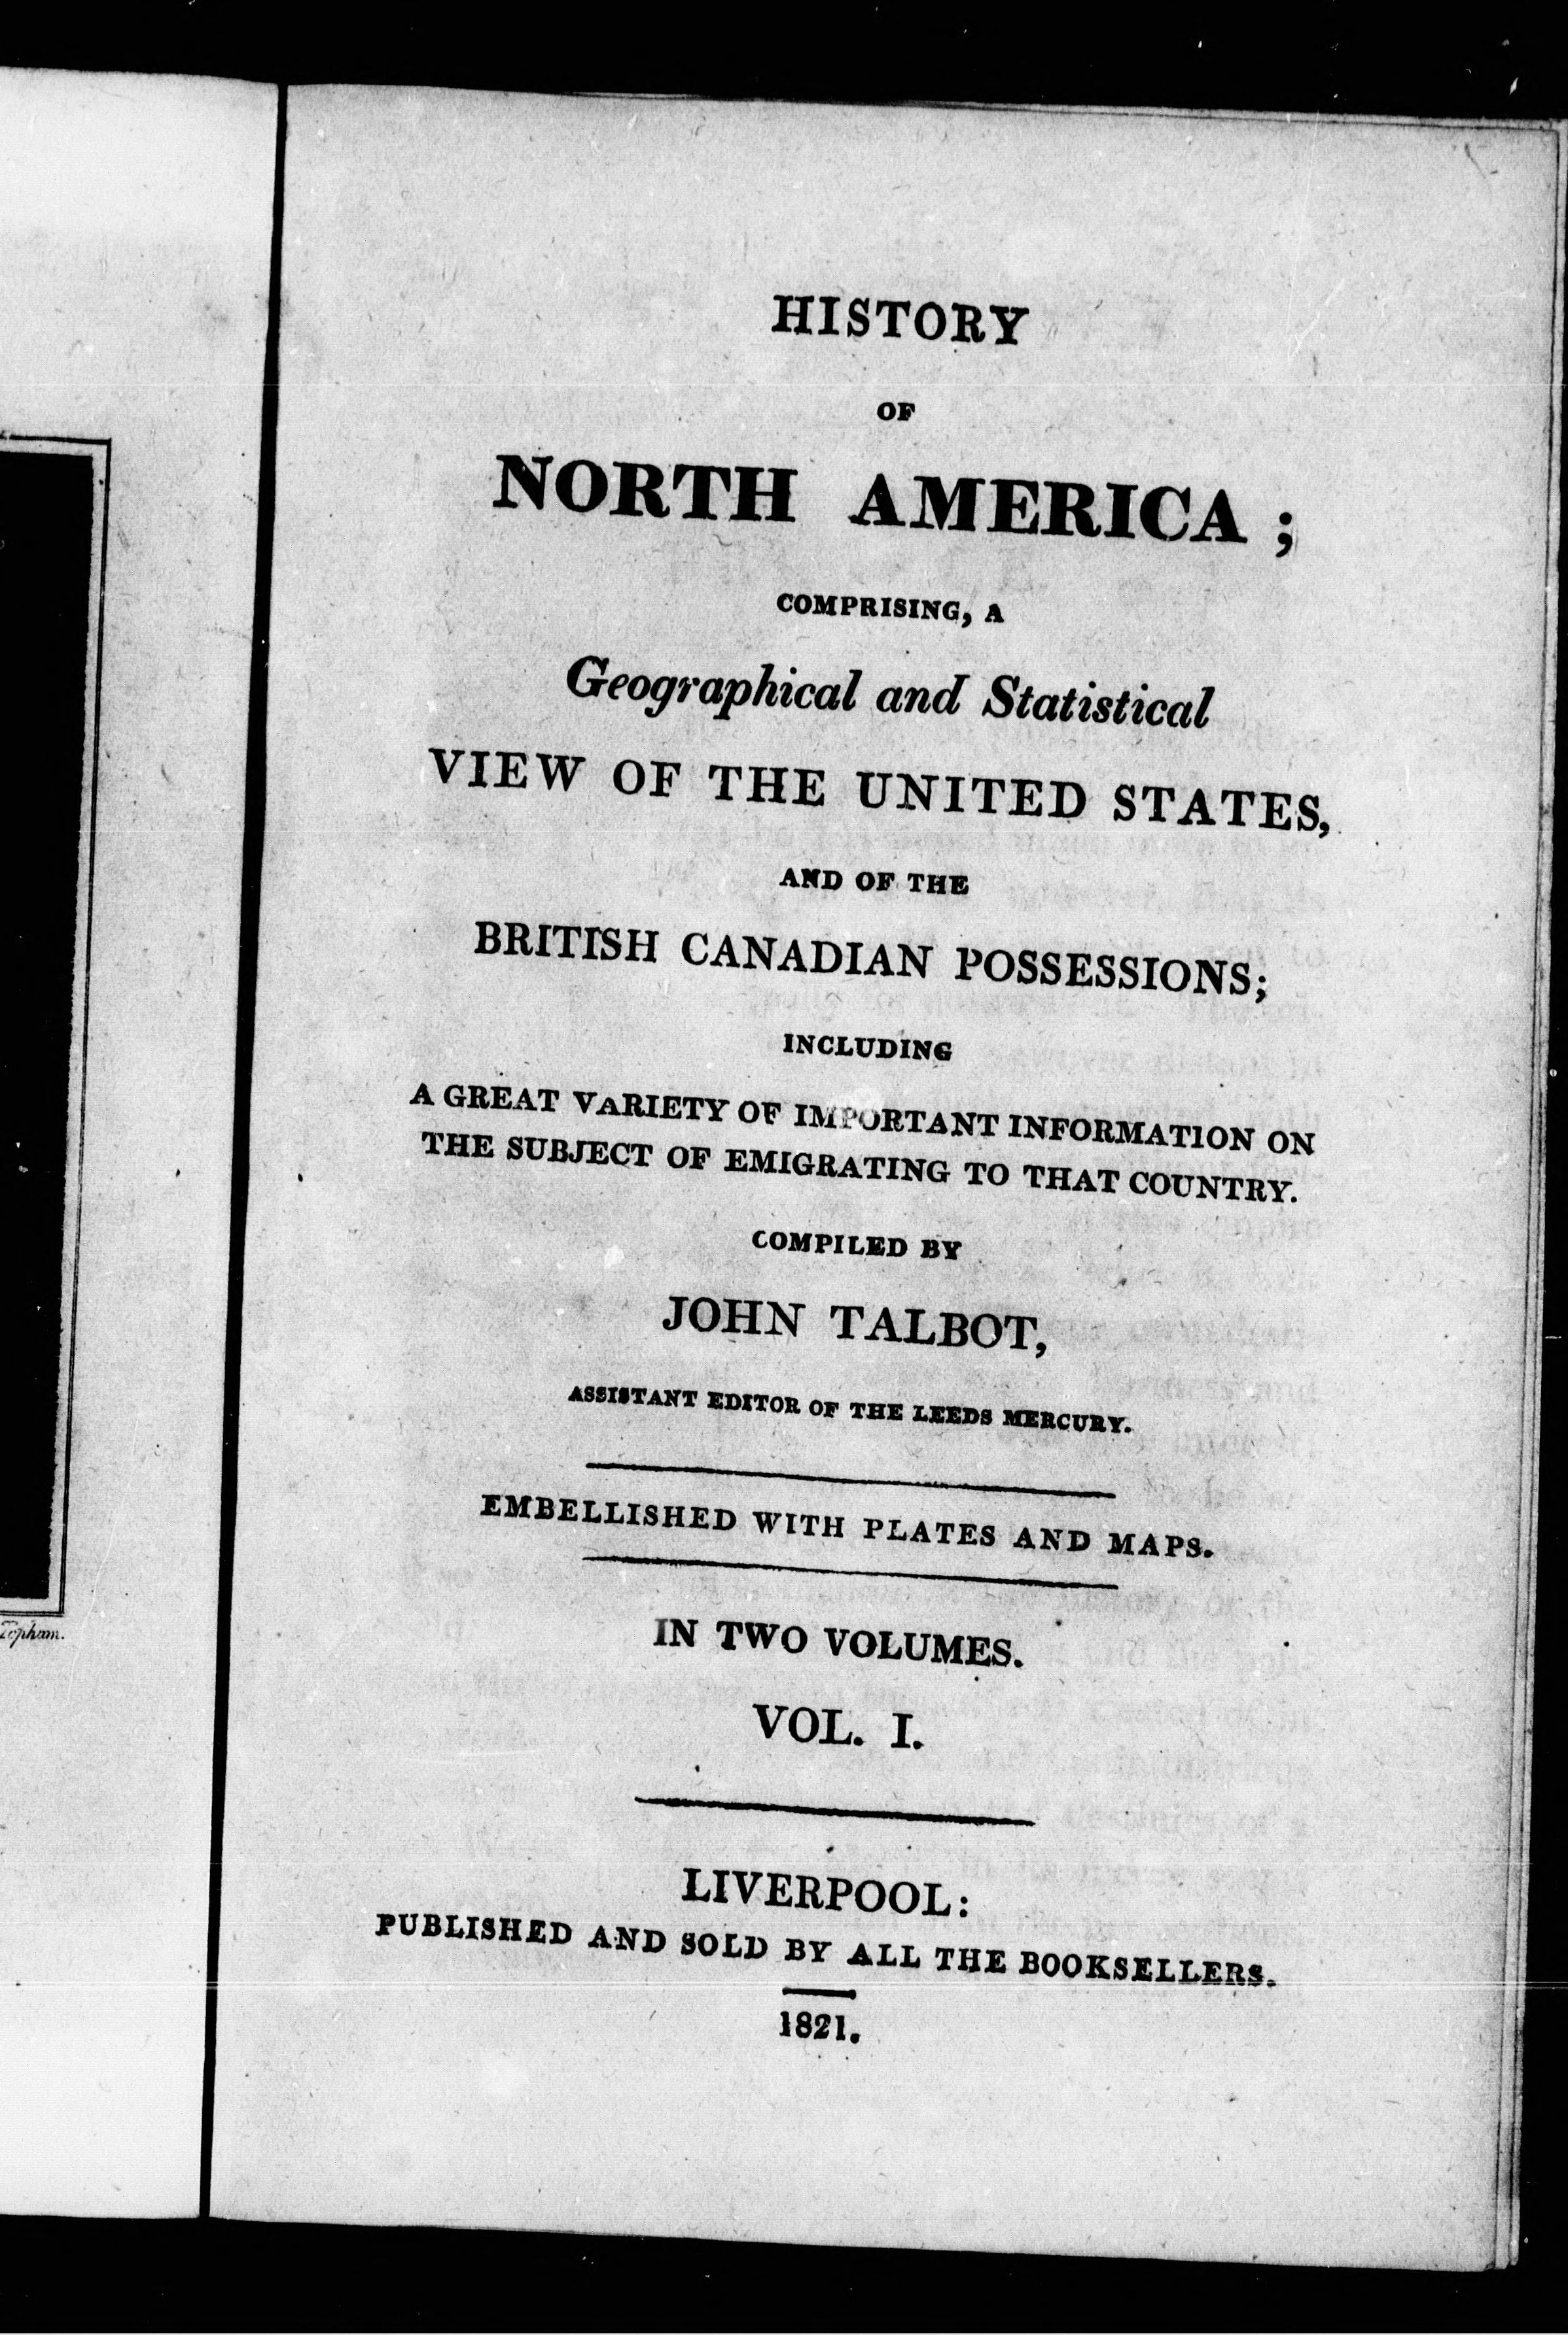 HISTORY
OF
NORTH AMERICA ;
COMPRISING, A
Geographical and Statistical
VIEW OF THE UNITED STATES,
AND OF THE
BRITISH CANADIAN POSSESSIONS;
INCLUDING
A GREAT VARIETY OF IMPORTANT INFORMATION ON
THE SUBJECT OF EMIGRATING TO THAT COUNTRY.
COMPILED BY
JOHN TALBOT,
ASSISTANT EDITOR OF THE LEEDS MERCURY.
EMBELLISHED WITH PLATES AND MAPS.
IN TWO VOLUMES.
VOL. I.
LIVERPOOL:
PUBLISHED AND SOLD BY ALL THE BOOKSELLERS.
1821.
Topham.